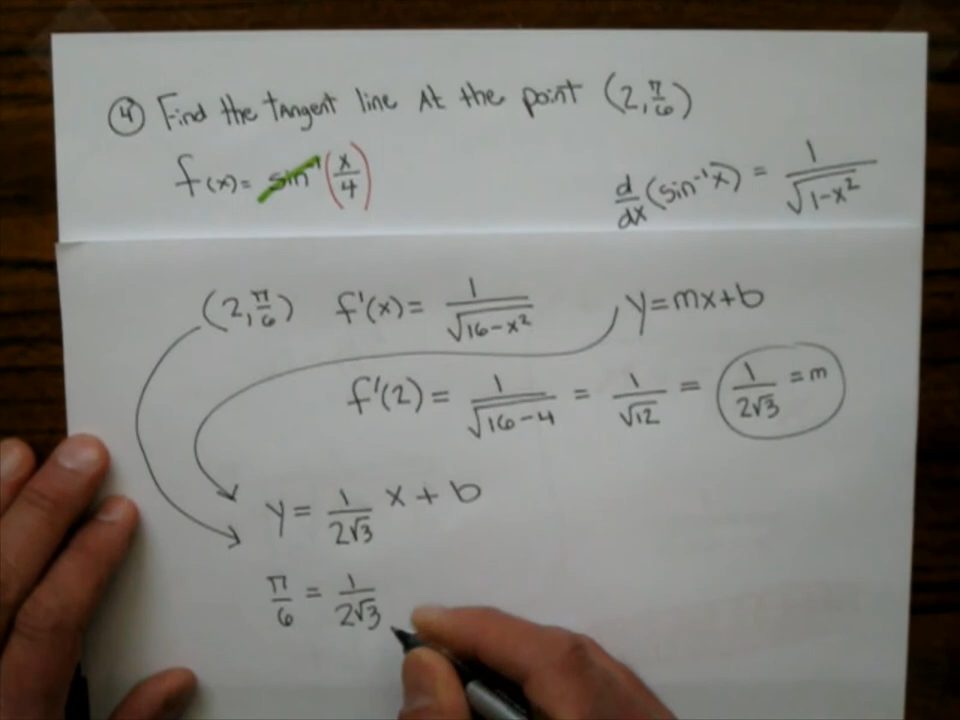 ④ Find the tangent line At the point (2, π/6)
f(x) = sin⁻¹(x/4)
d/dx (sin⁻¹x) = 1/√(1-x²)
(2, π/6) f'(x) = 1/√(16-x²) y = mx+b
f'(2) = 1/√(16-4) = 1/√12 = 1/(2√3) = m
y = 1/(2√3) x + b
π/6 = 1/(2√3)